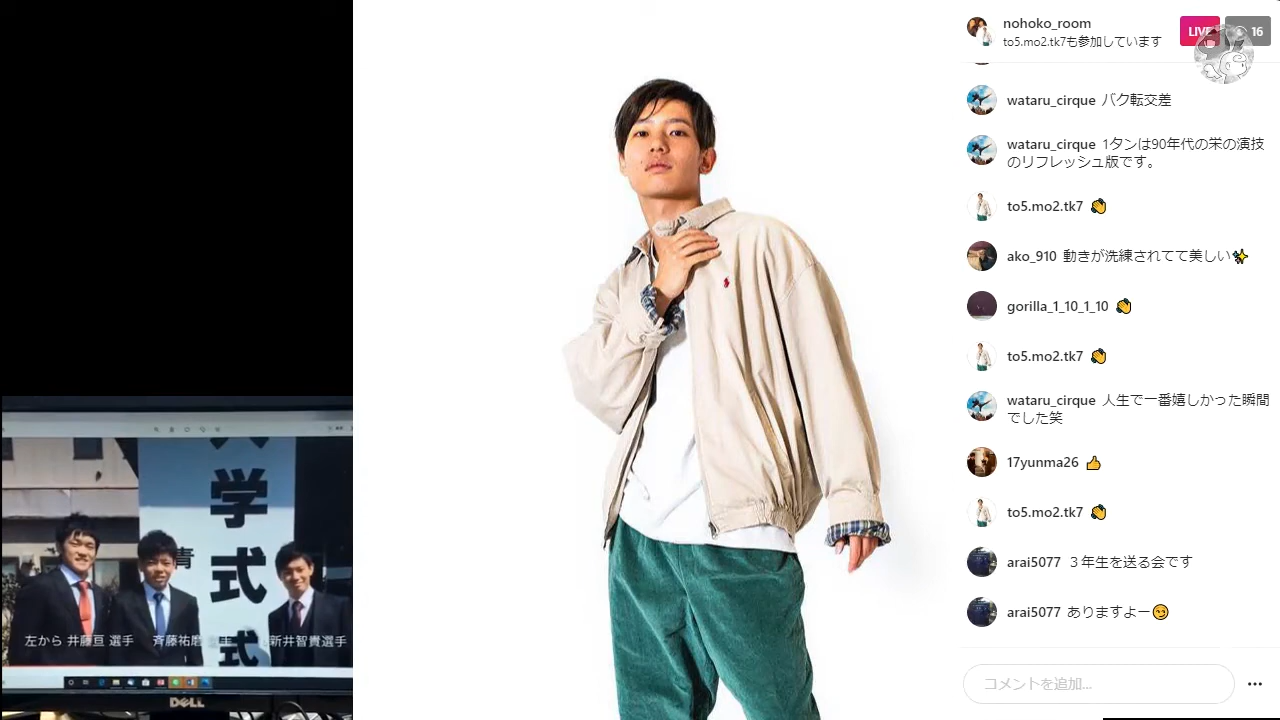 nohoko_room
to5.mo2.tk7も参加しています
LIVE
16
wataru_cirque バク転交差
wataru_cirque 1タンは90年代の栄の演技
のリフレッシュ版です。
to5.mo2.tk7 👏
ako_910 動きが洗練されてて美しい✨
gorilla_1_10_1_10 👏
to5.mo2.tk7 👏
wataru_cirque 人生で一番嬉しかった瞬間
でした笑
17yunma26 👍
to5.mo2.tk7 👏
arai5077 ３年生を送る会です
arai5077 ありますよー😏
コメントを追加...
学
式
青
式
左から 井藤亘 選手
斉藤祐磨
新井智貴選手
DELL